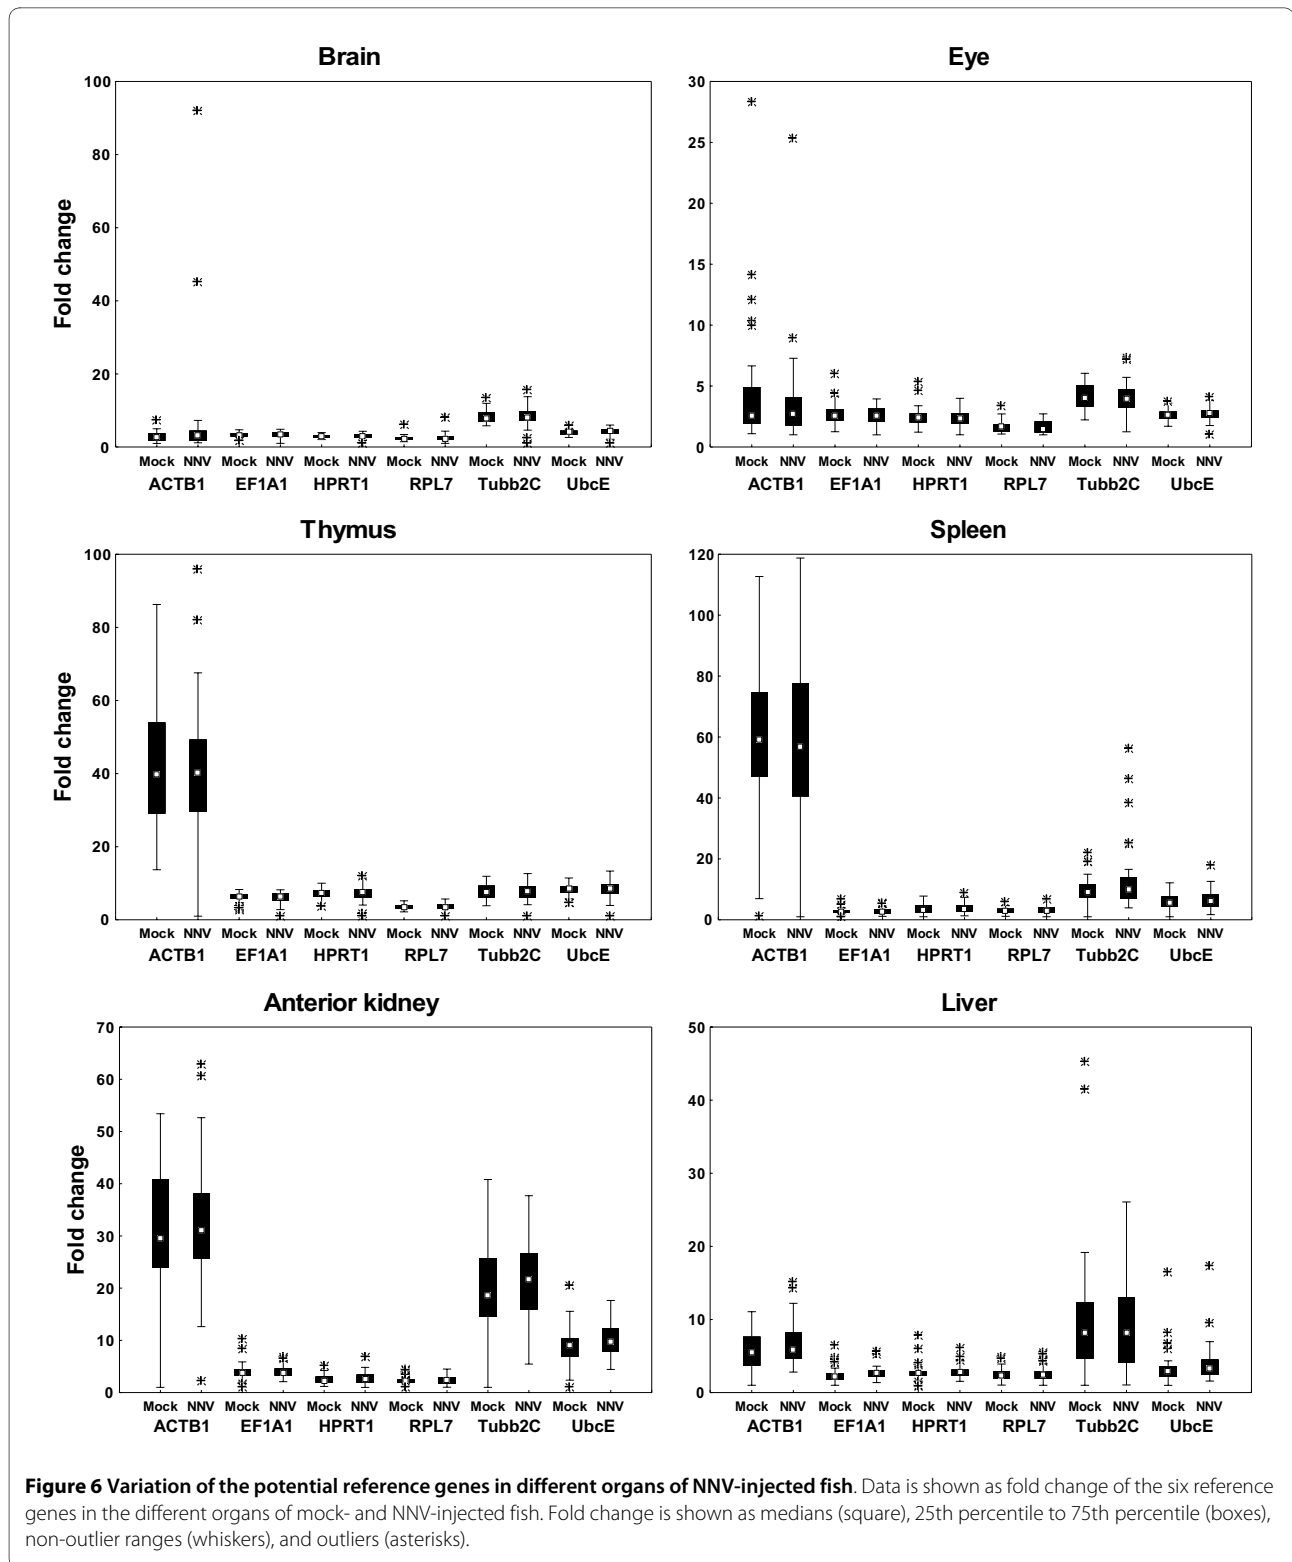 Brain
100
80
60
40
20
0
Fold change
Mock NNV Mock NNV Mock NNV Mock NNV Mock NNV Mock NNV
ACTB1 EF1A1 HPRT1 RPL7 Tubb2C UbcE
Eye
30
25
20
15
10
5
0
Mock NNV Mock NNV Mock NNV Mock NNV Mock NNV Mock NNV
ACTB1 EF1A1 HPRT1 RPL7 Tubb2C UbcE
Thymus
100
80
60
40
20
0
Fold change
Mock NNV Mock NNV Mock NNV Mock NNV Mock NNV Mock NNV
ACTB1 EF1A1 HPRT1 RPL7 Tubb2C UbcE
Spleen
120
100
80
60
40
20
0
Mock NNV Mock NNV Mock NNV Mock NNV Mock NNV Mock NNV
ACTB1 EF1A1 HPRT1 RPL7 Tubb2C UbcE
Anterior kidney
70
60
50
40
30
20
10
0
Fold change
Mock NNV Mock NNV Mock NNV Mock NNV Mock NNV Mock NNV
ACTB1 EF1A1 HPRT1 RPL7 Tubb2C UbcE
Liver
50
40
30
20
10
0
Mock NNV Mock NNV Mock NNV Mock NNV Mock NNV Mock NNV
ACTB1 EF1A1 HPRT1 RPL7 Tubb2C UbcE
Figure 6 Variation of the potential reference genes in different organs of NNV-injected fish. Data is shown as fold change of the six reference
genes in the different organs of mock- and NNV-injected fish. Fold change is shown as medians (square), 25th percentile to 75th percentile (boxes),
non-outlier ranges (whiskers), and outliers (asterisks).